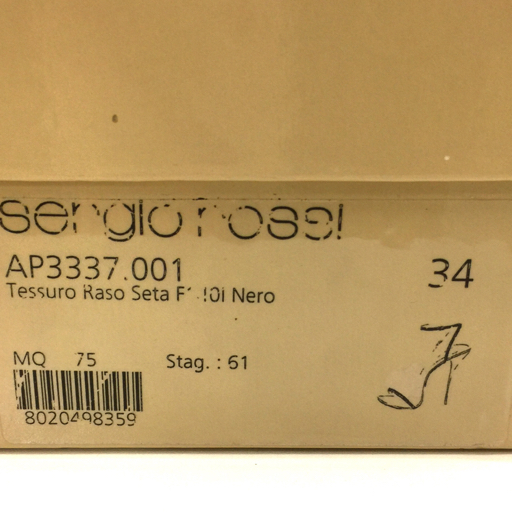 sergio rossi
AP3337.001 34
Tessuro Raso Seta Nero
MQ 75 Stag. : 61
8020498359